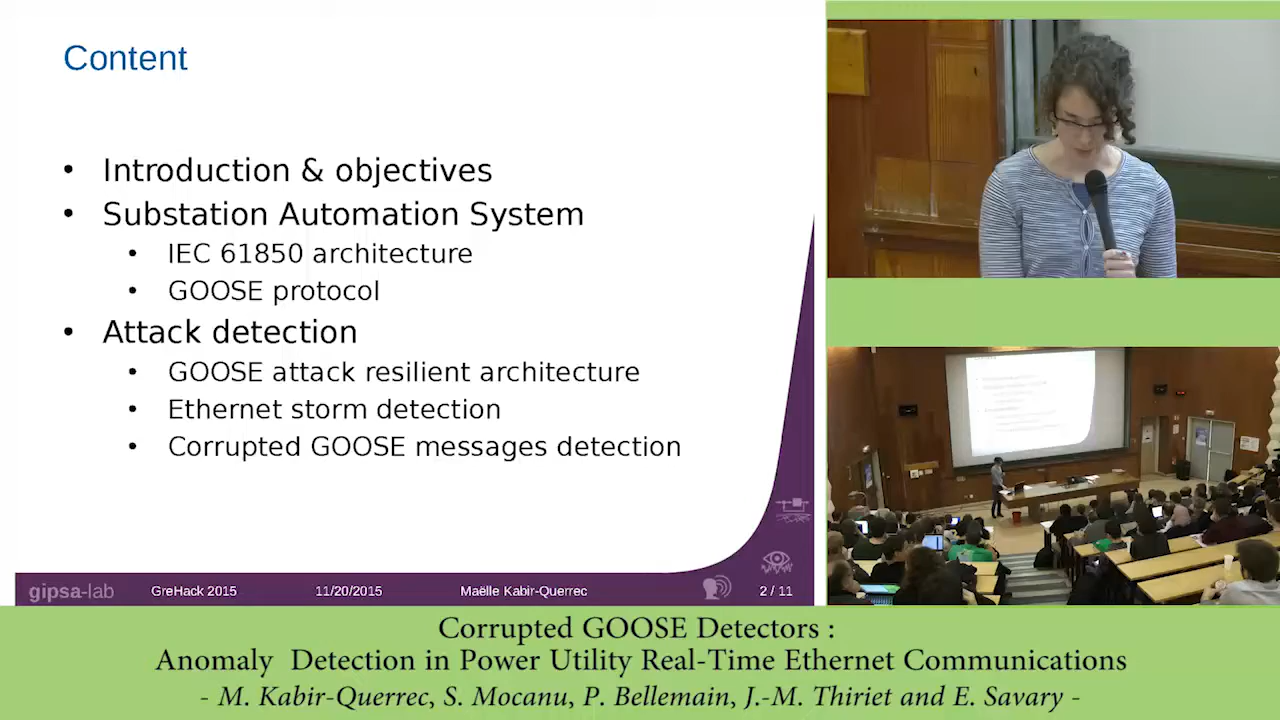 Content
• Introduction & objectives
• Substation Automation System
• IEC 61850 architecture
• GOOSE protocol
• Attack detection
• GOOSE attack resilient architecture
• Ethernet storm detection
• Corrupted GOOSE messages detection
gipsa-lab GreHack 2015 11/20/2015 Maëlle Kabir-Querrec 2 / 11
Corrupted GOOSE Detectors :
Anomaly Detection in Power Utility Real-Time Ethernet Communications
- M. Kabir-Querrec, S. Mocanu, P. Bellemain, J.-M. Thiriet and E. Savary -